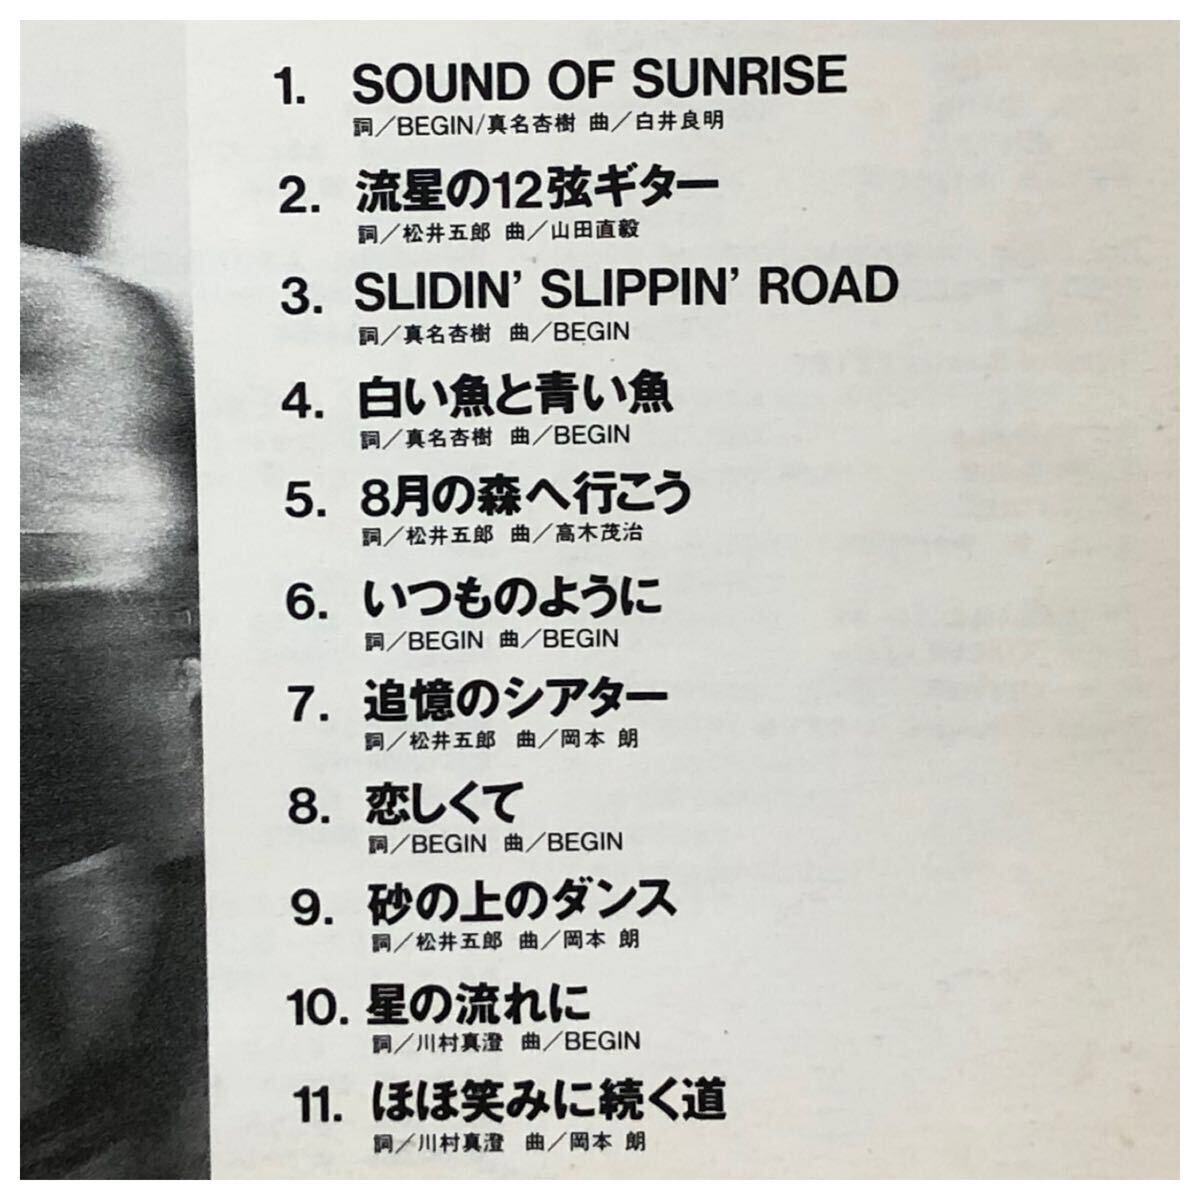 1. SOUND OF SUNRISE
詞／BEGIN/真名杏樹 曲／白井良明
2. 流星の12弦ギター
詞／松井五郎 曲／山田直毅
3. SLIDIN' SLIPPIN' ROAD
詞／真名杏樹 曲／BEGIN
4. 白い魚と青い魚
詞／真名杏樹 曲／BEGIN
5. 8月の森へ行こう
詞／松井五郎 曲／高木茂治
6. いつものように
詞／BEGIN 曲／BEGIN
7. 追憶のシアター
詞／松井五郎 曲／岡本 朗
8. 恋しくて
詞／BEGIN 曲／BEGIN
9. 砂の上のダンス
詞／松井五郎 曲／岡本 朗
10. 星の流れに
詞／川村真澄 曲／BEGIN
11. ほほ笑みに続く道
詞／川村真澄 曲／岡本 朗